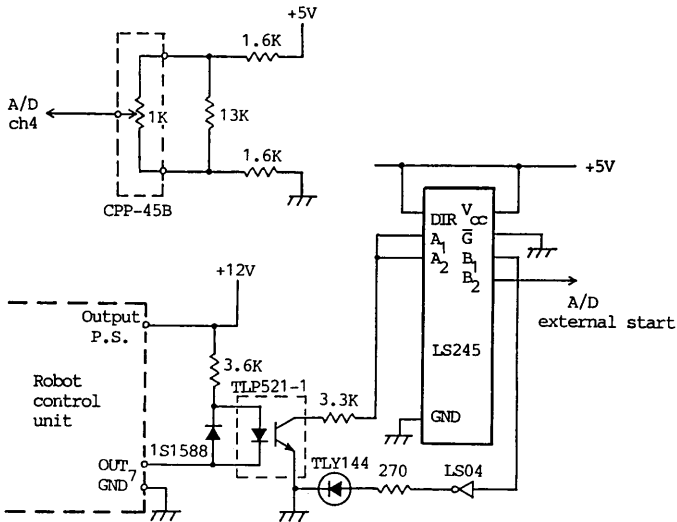 +5V
1.6K
A/D
ch4
1K
13K
1.6K
CPP-45B
+5V
DIR
Vcc
A1
G̅
A2
B1
B2
A/D
external start
LS245
GND
+12V
Output
P.S.
3.6K
TLP521-1
3.3K
Robot
control
unit
1S1588
OUT7
GND
TLY144
270
LS04